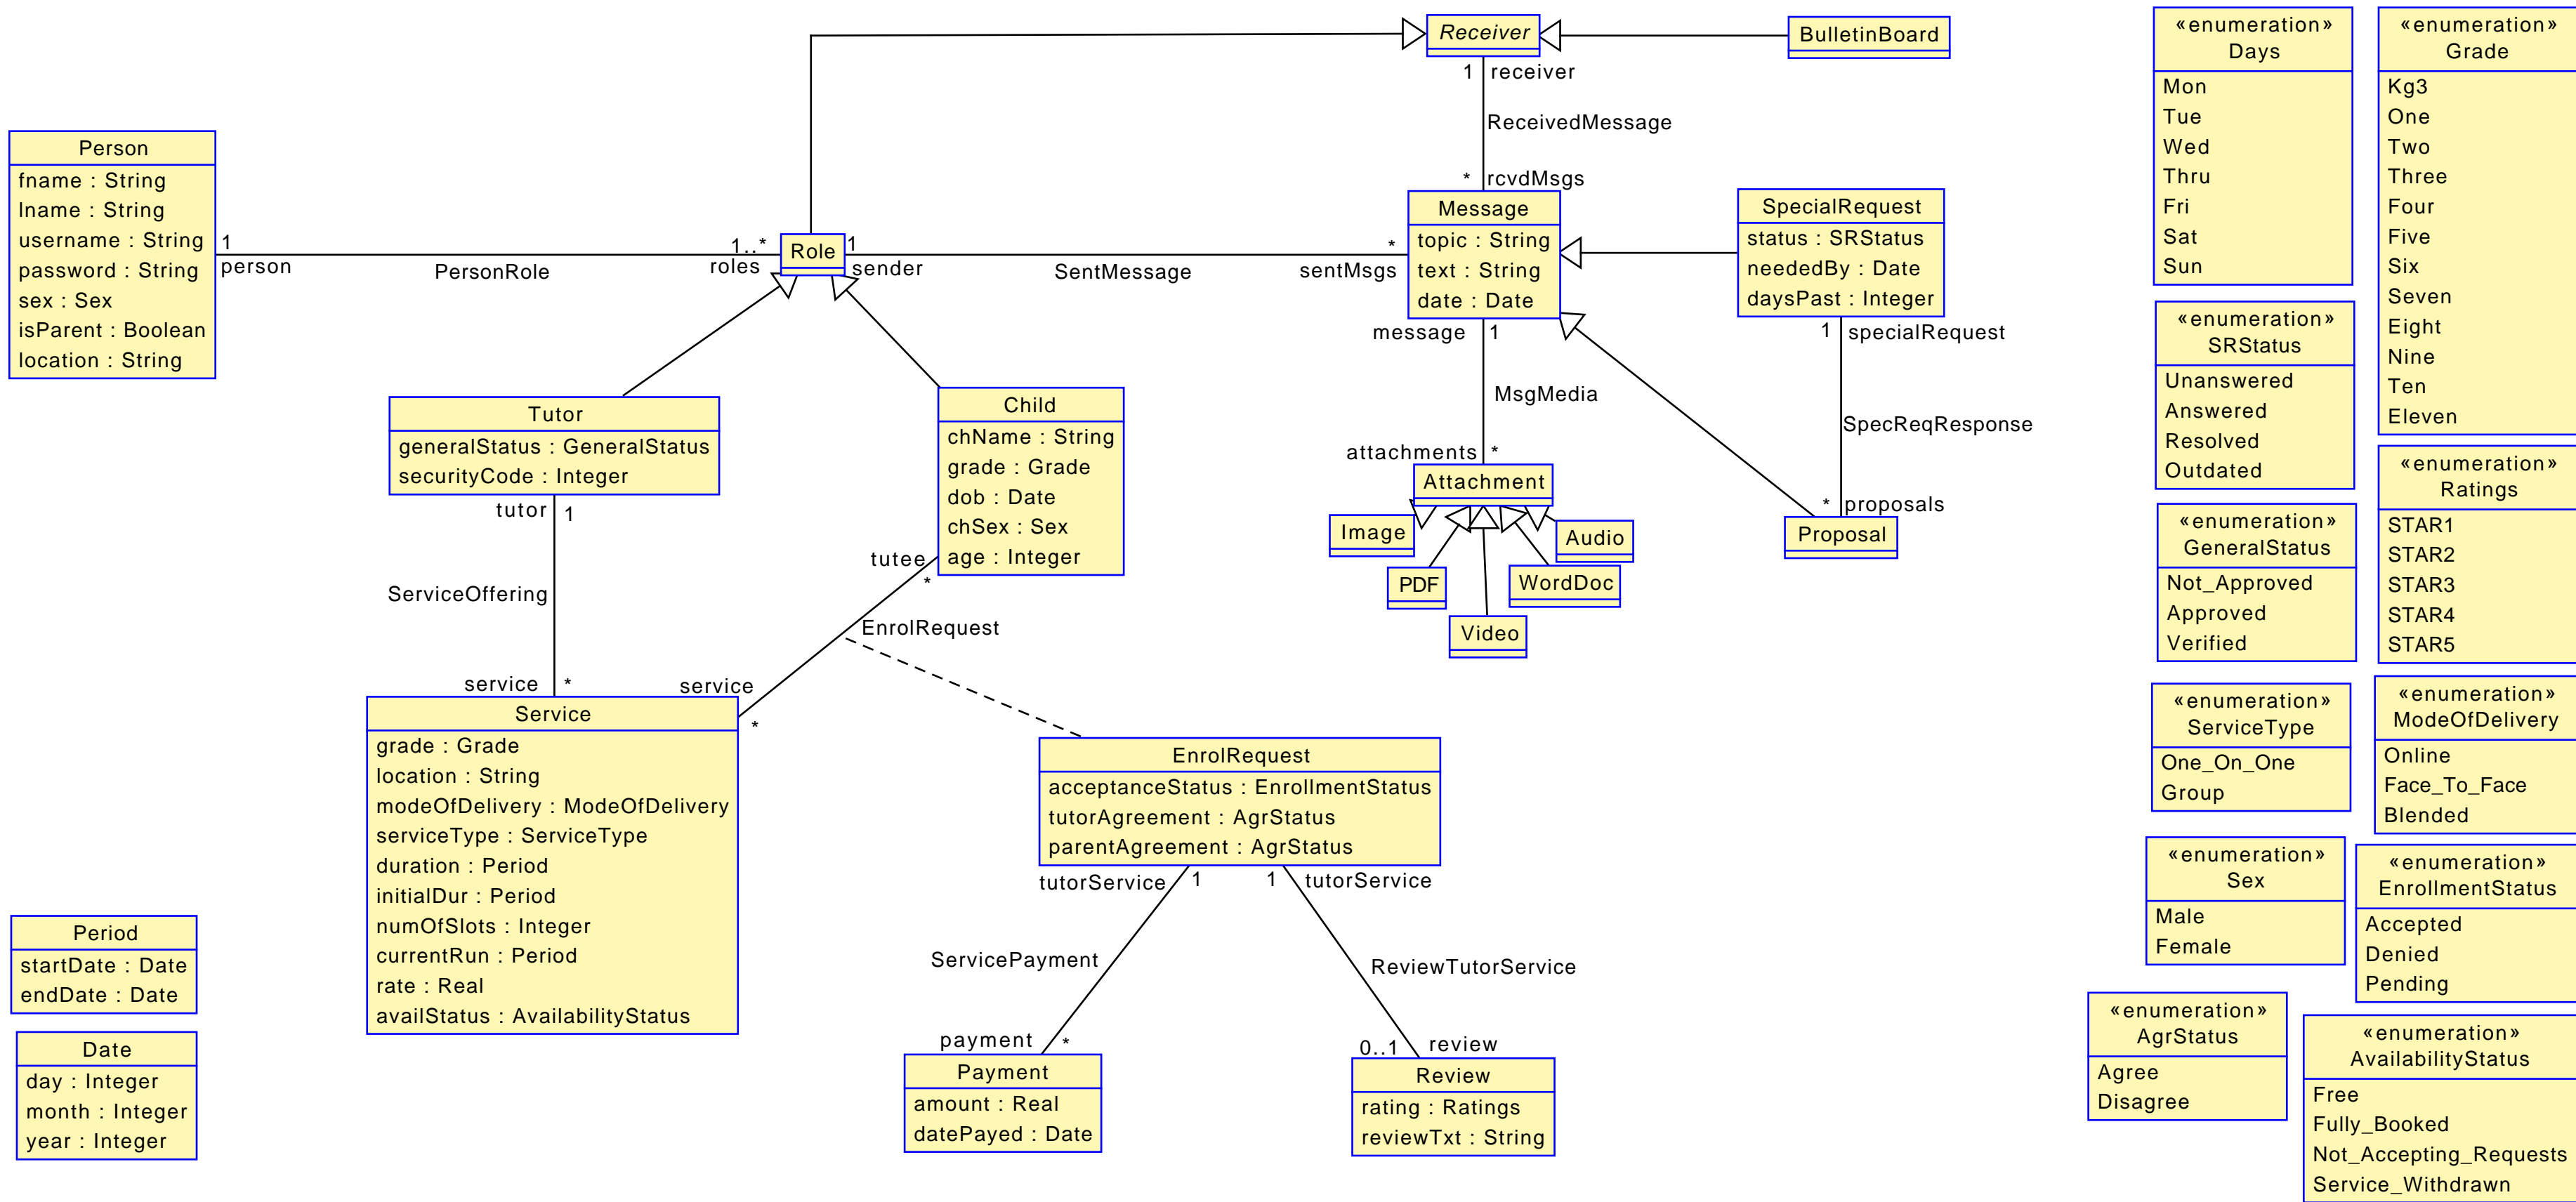 Receiver
BulletinBoard
1 receiver
ReceivedMessage
* rcvdMsgs
Person
fname : String
lname : String
username : String
password : String
sex : Sex
isParent : Boolean
location : String
1
person
PersonRole
1..*
roles
Role
1
sender
SentMessage
*
sentMsgs
Message
topic : String
text : String
date : Date
SpecialRequest
status : SRStatus
neededBy : Date
daysPast : Integer
message 1
MsgMedia
attachments *
1 specialRequest
SpecReqResponse
* proposals
Proposal
Attachment
Image
PDF
Video
WordDoc
Audio
Tutor
generalStatus : GeneralStatus
securityCode : Integer
tutor 1
ServiceOffering
service *
Child
chName : String
grade : Grade
dob : Date
chSex : Sex
age : Integer
tutee
*
EnrolRequest
service
*
Service
grade : Grade
location : String
modeOfDelivery : ModeOfDelivery
serviceType : ServiceType
duration : Period
initialDur : Period
numOfSlots : Integer
currentRun : Period
rate : Real
availStatus : AvailabilityStatus
EnrolRequest
acceptanceStatus : EnrollmentStatus
tutorAgreement : AgrStatus
parentAgreement : AgrStatus
tutorService 1
1 tutorService
ServicePayment
ReviewTutorService
payment *
0..1 review
Payment
amount : Real
datePayed : Date
Review
rating : Ratings
reviewTxt : String
Period
startDate : Date
endDate : Date
Date
day : Integer
month : Integer
year : Integer
«enumeration»
Days
Mon
Tue
Wed
Thru
Fri
Sat
Sun
«enumeration»
Grade
Kg3
One
Two
Three
Four
Five
Six
Seven
Eight
Nine
Ten
Eleven
«enumeration»
SRStatus
Unanswered
Answered
Resolved
Outdated
«enumeration»
Ratings
STAR1
STAR2
STAR3
STAR4
STAR5
«enumeration»
GeneralStatus
Not_Approved
Approved
Verified
«enumeration»
ServiceType
One_On_One
Group
«enumeration»
ModeOfDelivery
Online
Face_To_Face
Blended
«enumeration»
Sex
Male
Female
«enumeration»
EnrollmentStatus
Accepted
Denied
Pending
«enumeration»
AgrStatus
Agree
Disagree
«enumeration»
AvailabilityStatus
Free
Fully_Booked
Not_Accepting_Requests
Service_Withdrawn